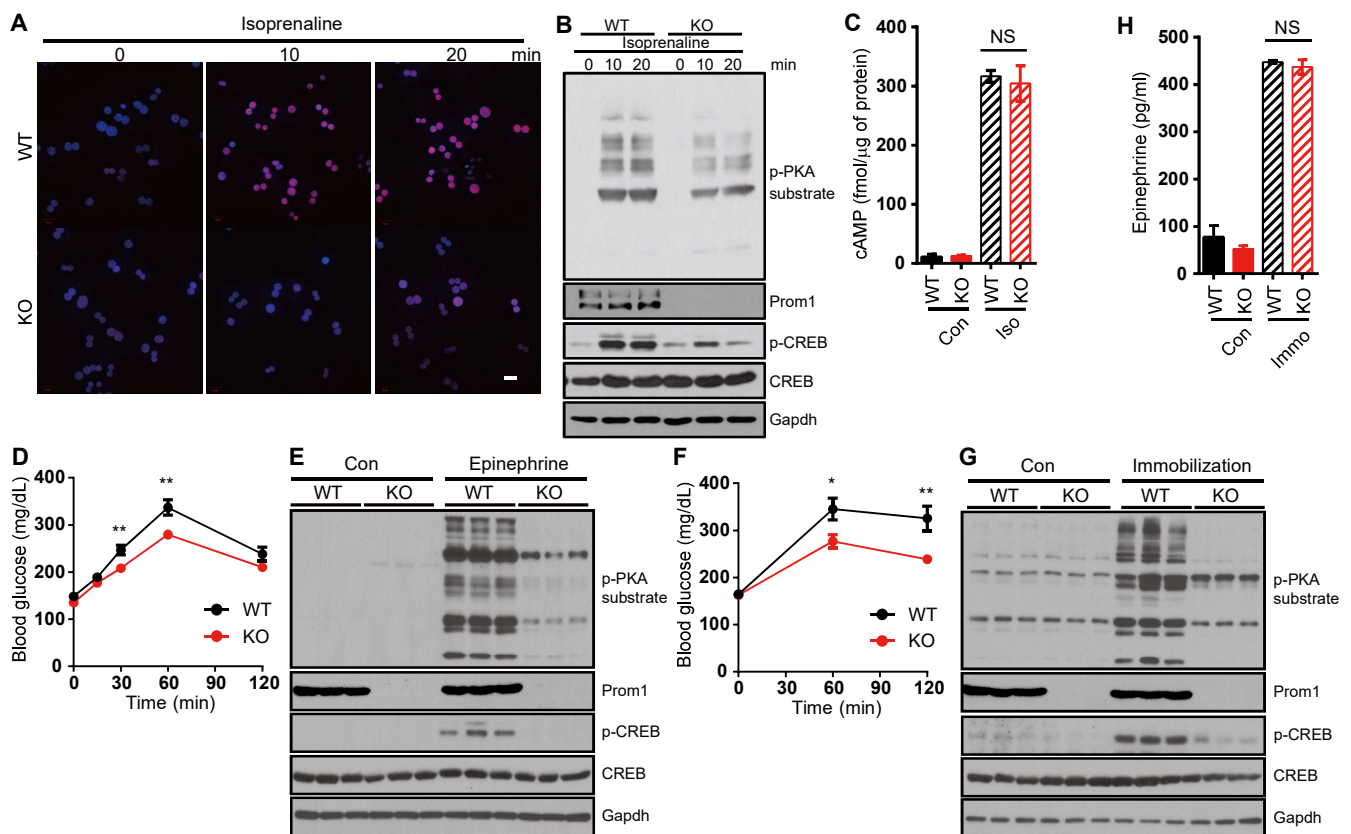 A
Isoprenaline
0 10 20 min
WT
KO
B
WT KO
Isoprenaline
0 10 20 0 10 20 min
p-PKA
substrate
Prom1
p-CREB
CREB
Gapdh
C
cAMP (fmol/μg of protein)
400
300
200
100
0
NS
WT KO WT KO
Con Iso
H
Epinephrine (pg/ml)
500
400
300
200
100
0
NS
WT KO WT KO
Con Immo
D
Blood glucose (mg/dL)
400
300
200
100
0
** **
WT
KO
0 30 60 90 120
Time (min)
E
Con Epinephrine
WT KO WT KO
p-PKA
substrate
Prom1
p-CREB
CREB
Gapdh
F
Blood glucose (mg/dL)
400
300
200
100
0
* **
WT
KO
0 30 60 90 120
Time (min)
G
Con Immobilization
WT KO WT KO
p-PKA
substrate
Prom1
p-CREB
CREB
Gapdh